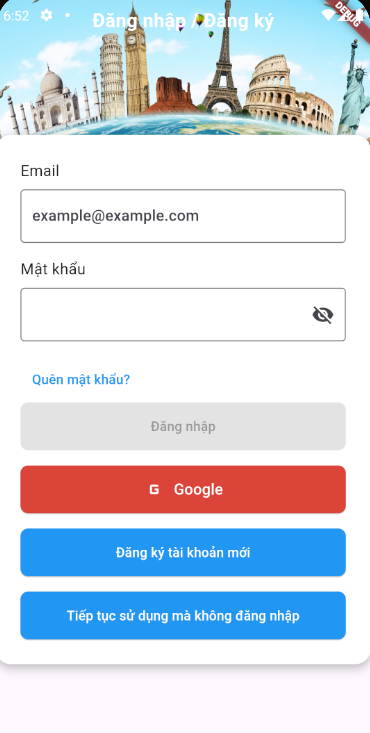 6:52
DEBUG
Đăng nhập / Đăng ký
Email
example@example.com
Mật khẩu
Quên mật khẩu?
Đăng nhập
G Google
Đăng ký tài khoản mới
Tiếp tục sử dụng mà không đăng nhập